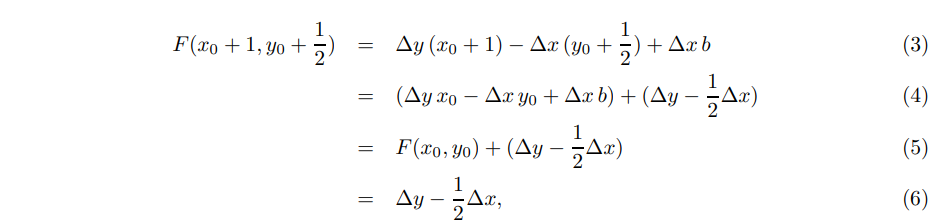 F(x₀ + 1, y₀ + 1/2) = Δy (x₀ + 1) − Δx (y₀ + 1/2) + Δx b (3)
= (Δy x₀ − Δx y₀ + Δx b) + (Δy − 1/2 Δx) (4)
= F(x₀, y₀) + (Δy − 1/2 Δx) (5)
= Δy − 1/2 Δx, (6)